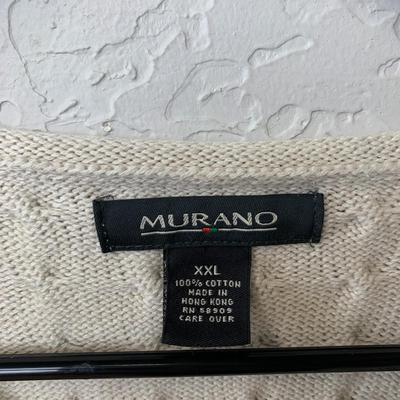 MURANO
XXL
100% COTTON
MADE IN
HONG KONG
RN 58909
CARE OVER